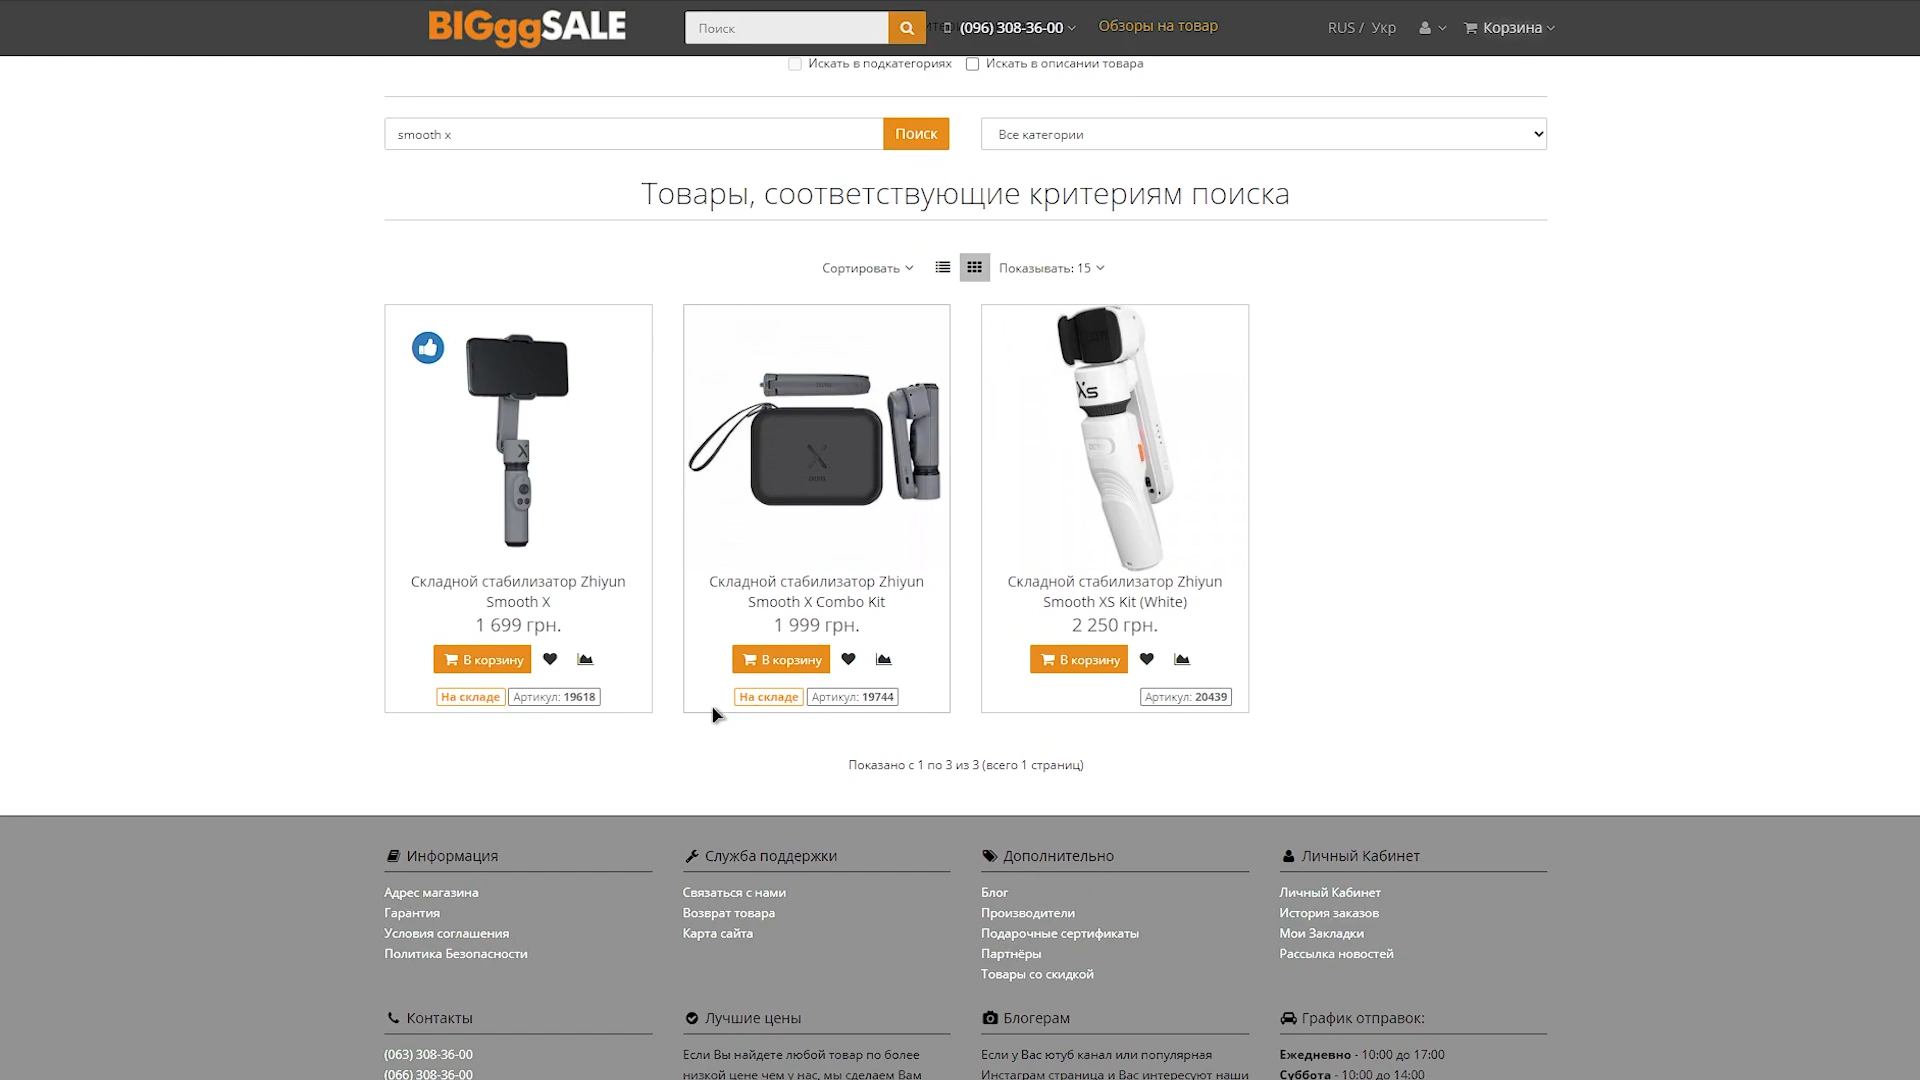 BIGggSALE
Поиск
(096) 308-36-00
Обзоры на товар
RUS / Укр
Корзина
Искать в подкатегориях
Искать в описании товара
smooth x
Поиск
Все категории
Товары, соответствующие критериям поиска
Сортировать
Показывать: 15
Складной стабилизатор Zhiyun
Smooth X
1 699 грн.
В корзину
На складе
Артикул: 19618
Складной стабилизатор Zhiyun
Smooth X Combo Kit
1 999 грн.
В корзину
На складе
Артикул: 19744
XS
Складной стабилизатор Zhiyun
Smooth XS Kit (White)
2 250 грн.
В корзину
Артикул: 20439
Показано с 1 по 3 из 3 (всего 1 страниц)
Информация
Адрес магазина
Гарантия
Условия соглашения
Политика Безопасности
Служба поддержки
Связаться с нами
Возврат товара
Карта сайта
Дополнительно
Блог
Производители
Подарочные сертификаты
Партнёры
Товары со скидкой
Личный Кабинет
Личный Кабинет
История заказов
Мои Закладки
Рассылка новостей
Контакты
(063) 308-36-00
(066) 308-36-00
Лучшие цены
Если Вы найдете любой товар по более
низкой цене чем у нас, мы сделаем Вам
Блогерам
Если у Вас ютуб канал или популярная
Инстаграм страница и Вас интересуют наши
График отправок:
Ежедневно - 10:00 до 17:00
Суббота - 10:00 до 14:00